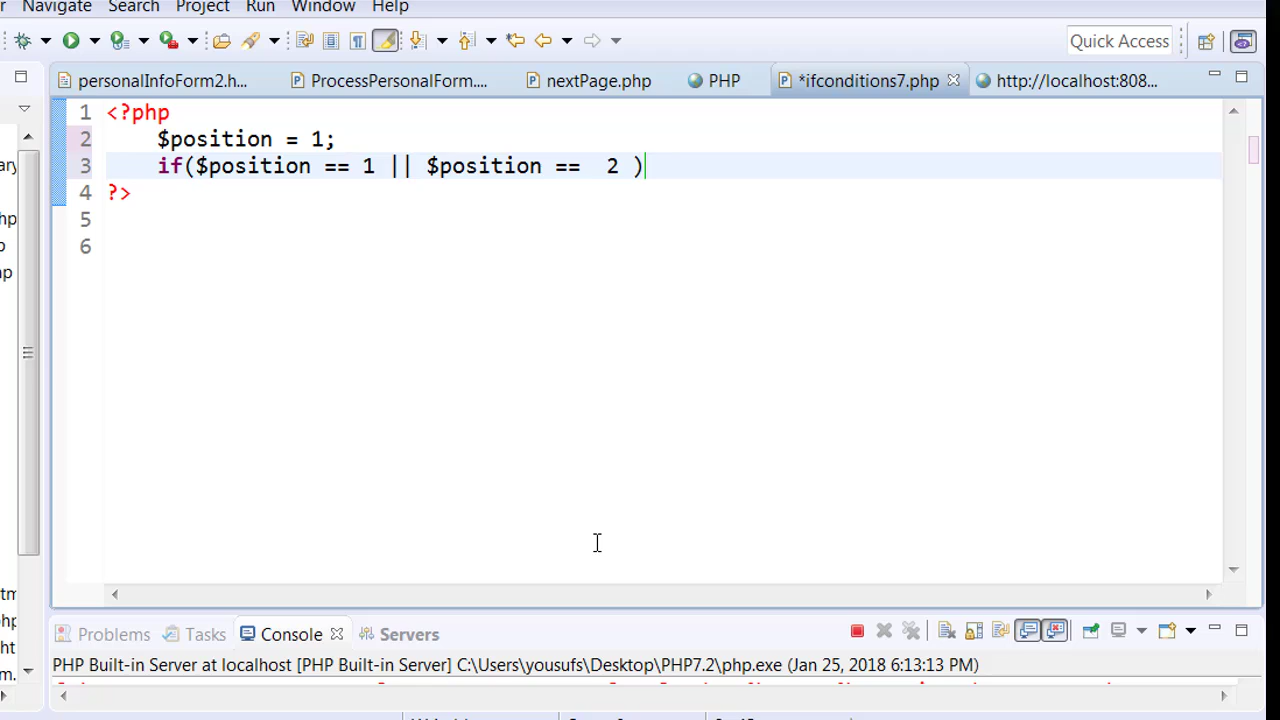 Navigate Search Project Run Window Help
Quick Access
personalInfoForm2.h... ProcessPersonalForm.... nextPage.php PHP *ifconditions7.php http://localhost:808...
1 <?php
2 $position = 1;
3 if($position == 1 || $position ==  2 )
4 ?>
5
6
Problems Tasks Console Servers
PHP Built-in Server at localhost [PHP Built-in Server] C:\Users\yousufs\Desktop\PHP7.2\php.exe (Jan 25, 2018 6:13:13 PM)